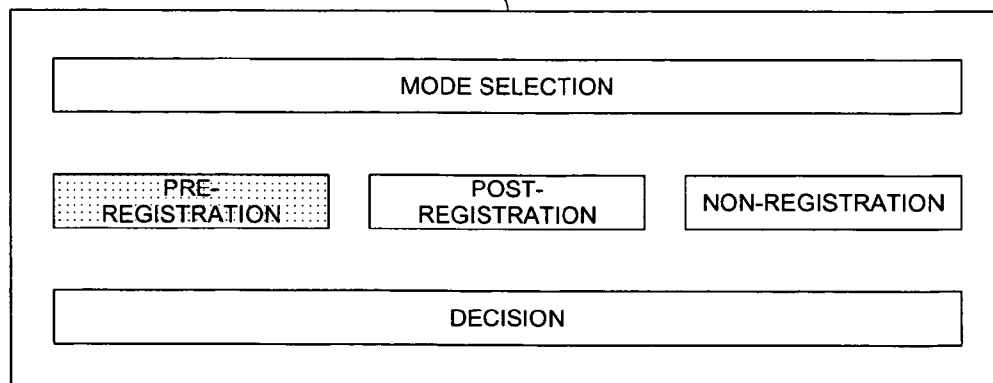 MODE SELECTION
PRE-
REGISTRATION
POST-
REGISTRATION
NON-REGISTRATION
DECISION